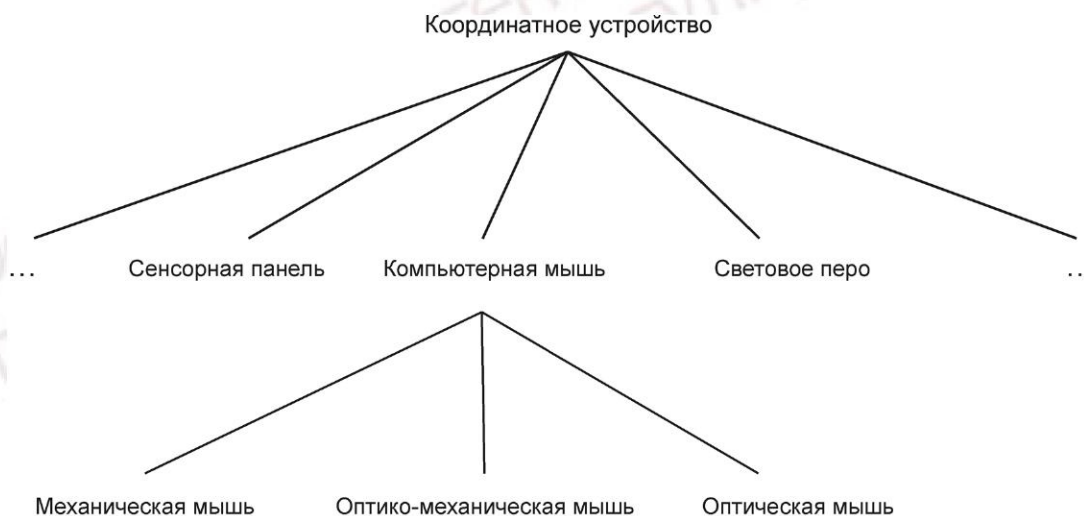 Координатное устройство
... Сенсорная панель Компьютерная мышь Световое перо ..
Механическая мышь Оптико-механическая мышь Оптическая мышь